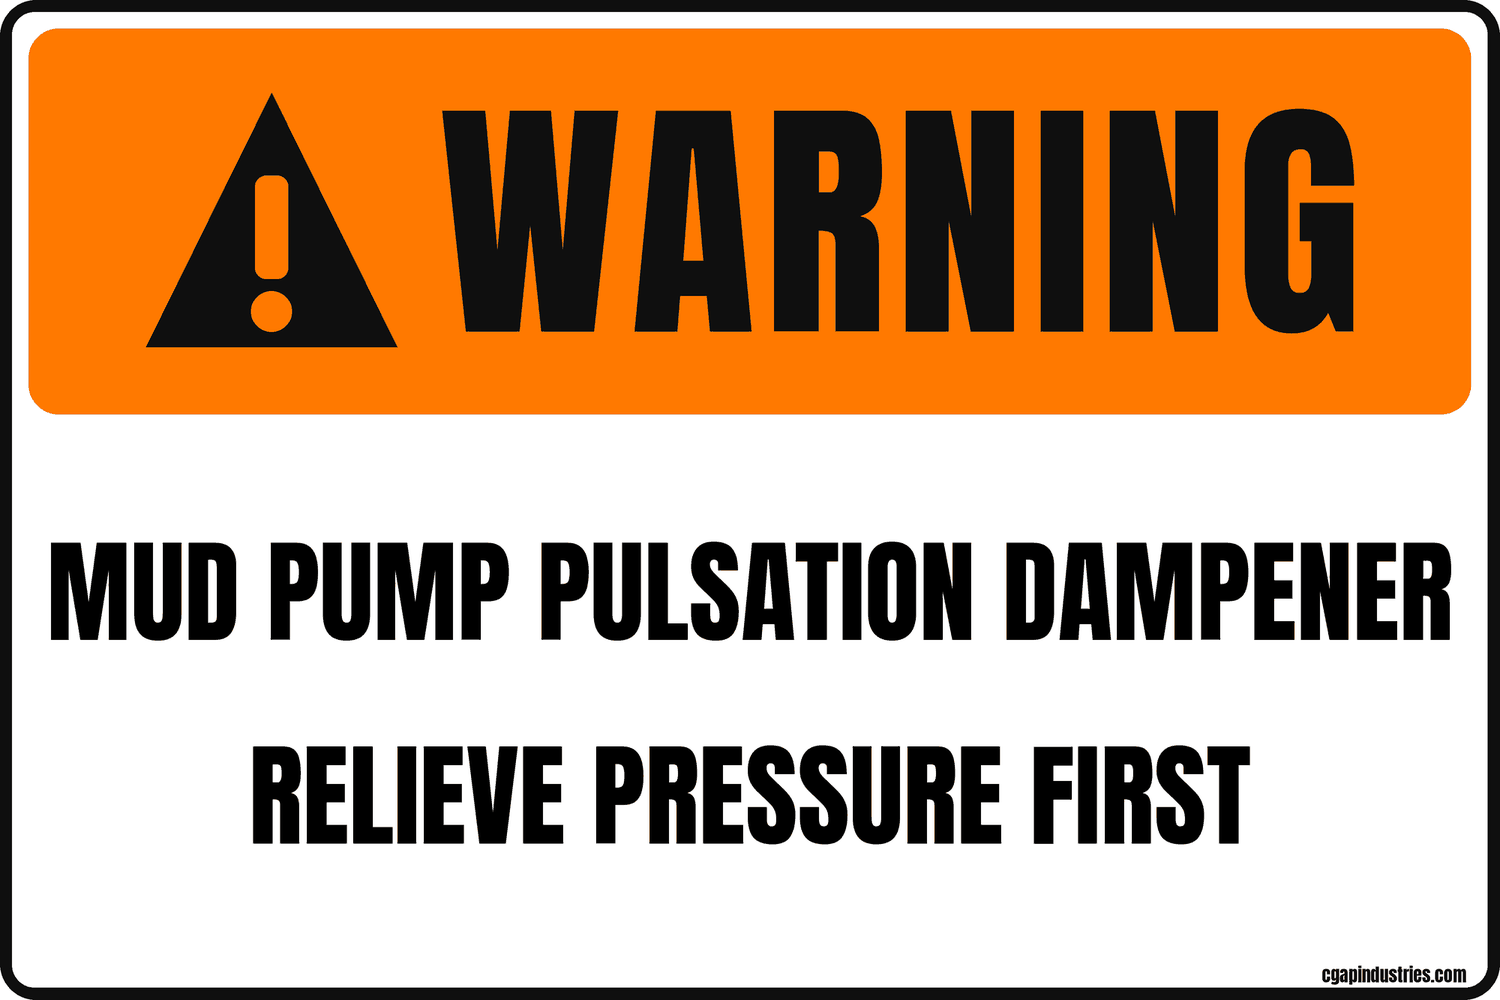 WARNING
MUD PUMP PULSATION DAMPENER
RELIEVE PRESSURE FIRST
cgapindustries.com